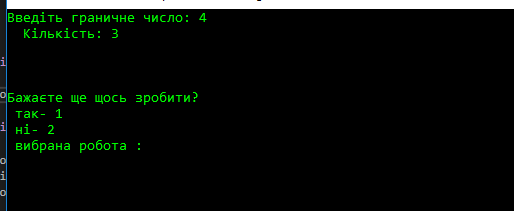 Введіть граничне число: 4
Кількість: 3
Бажаєте ще щось зробити?
так- 1
ні- 2
вибрана робота :